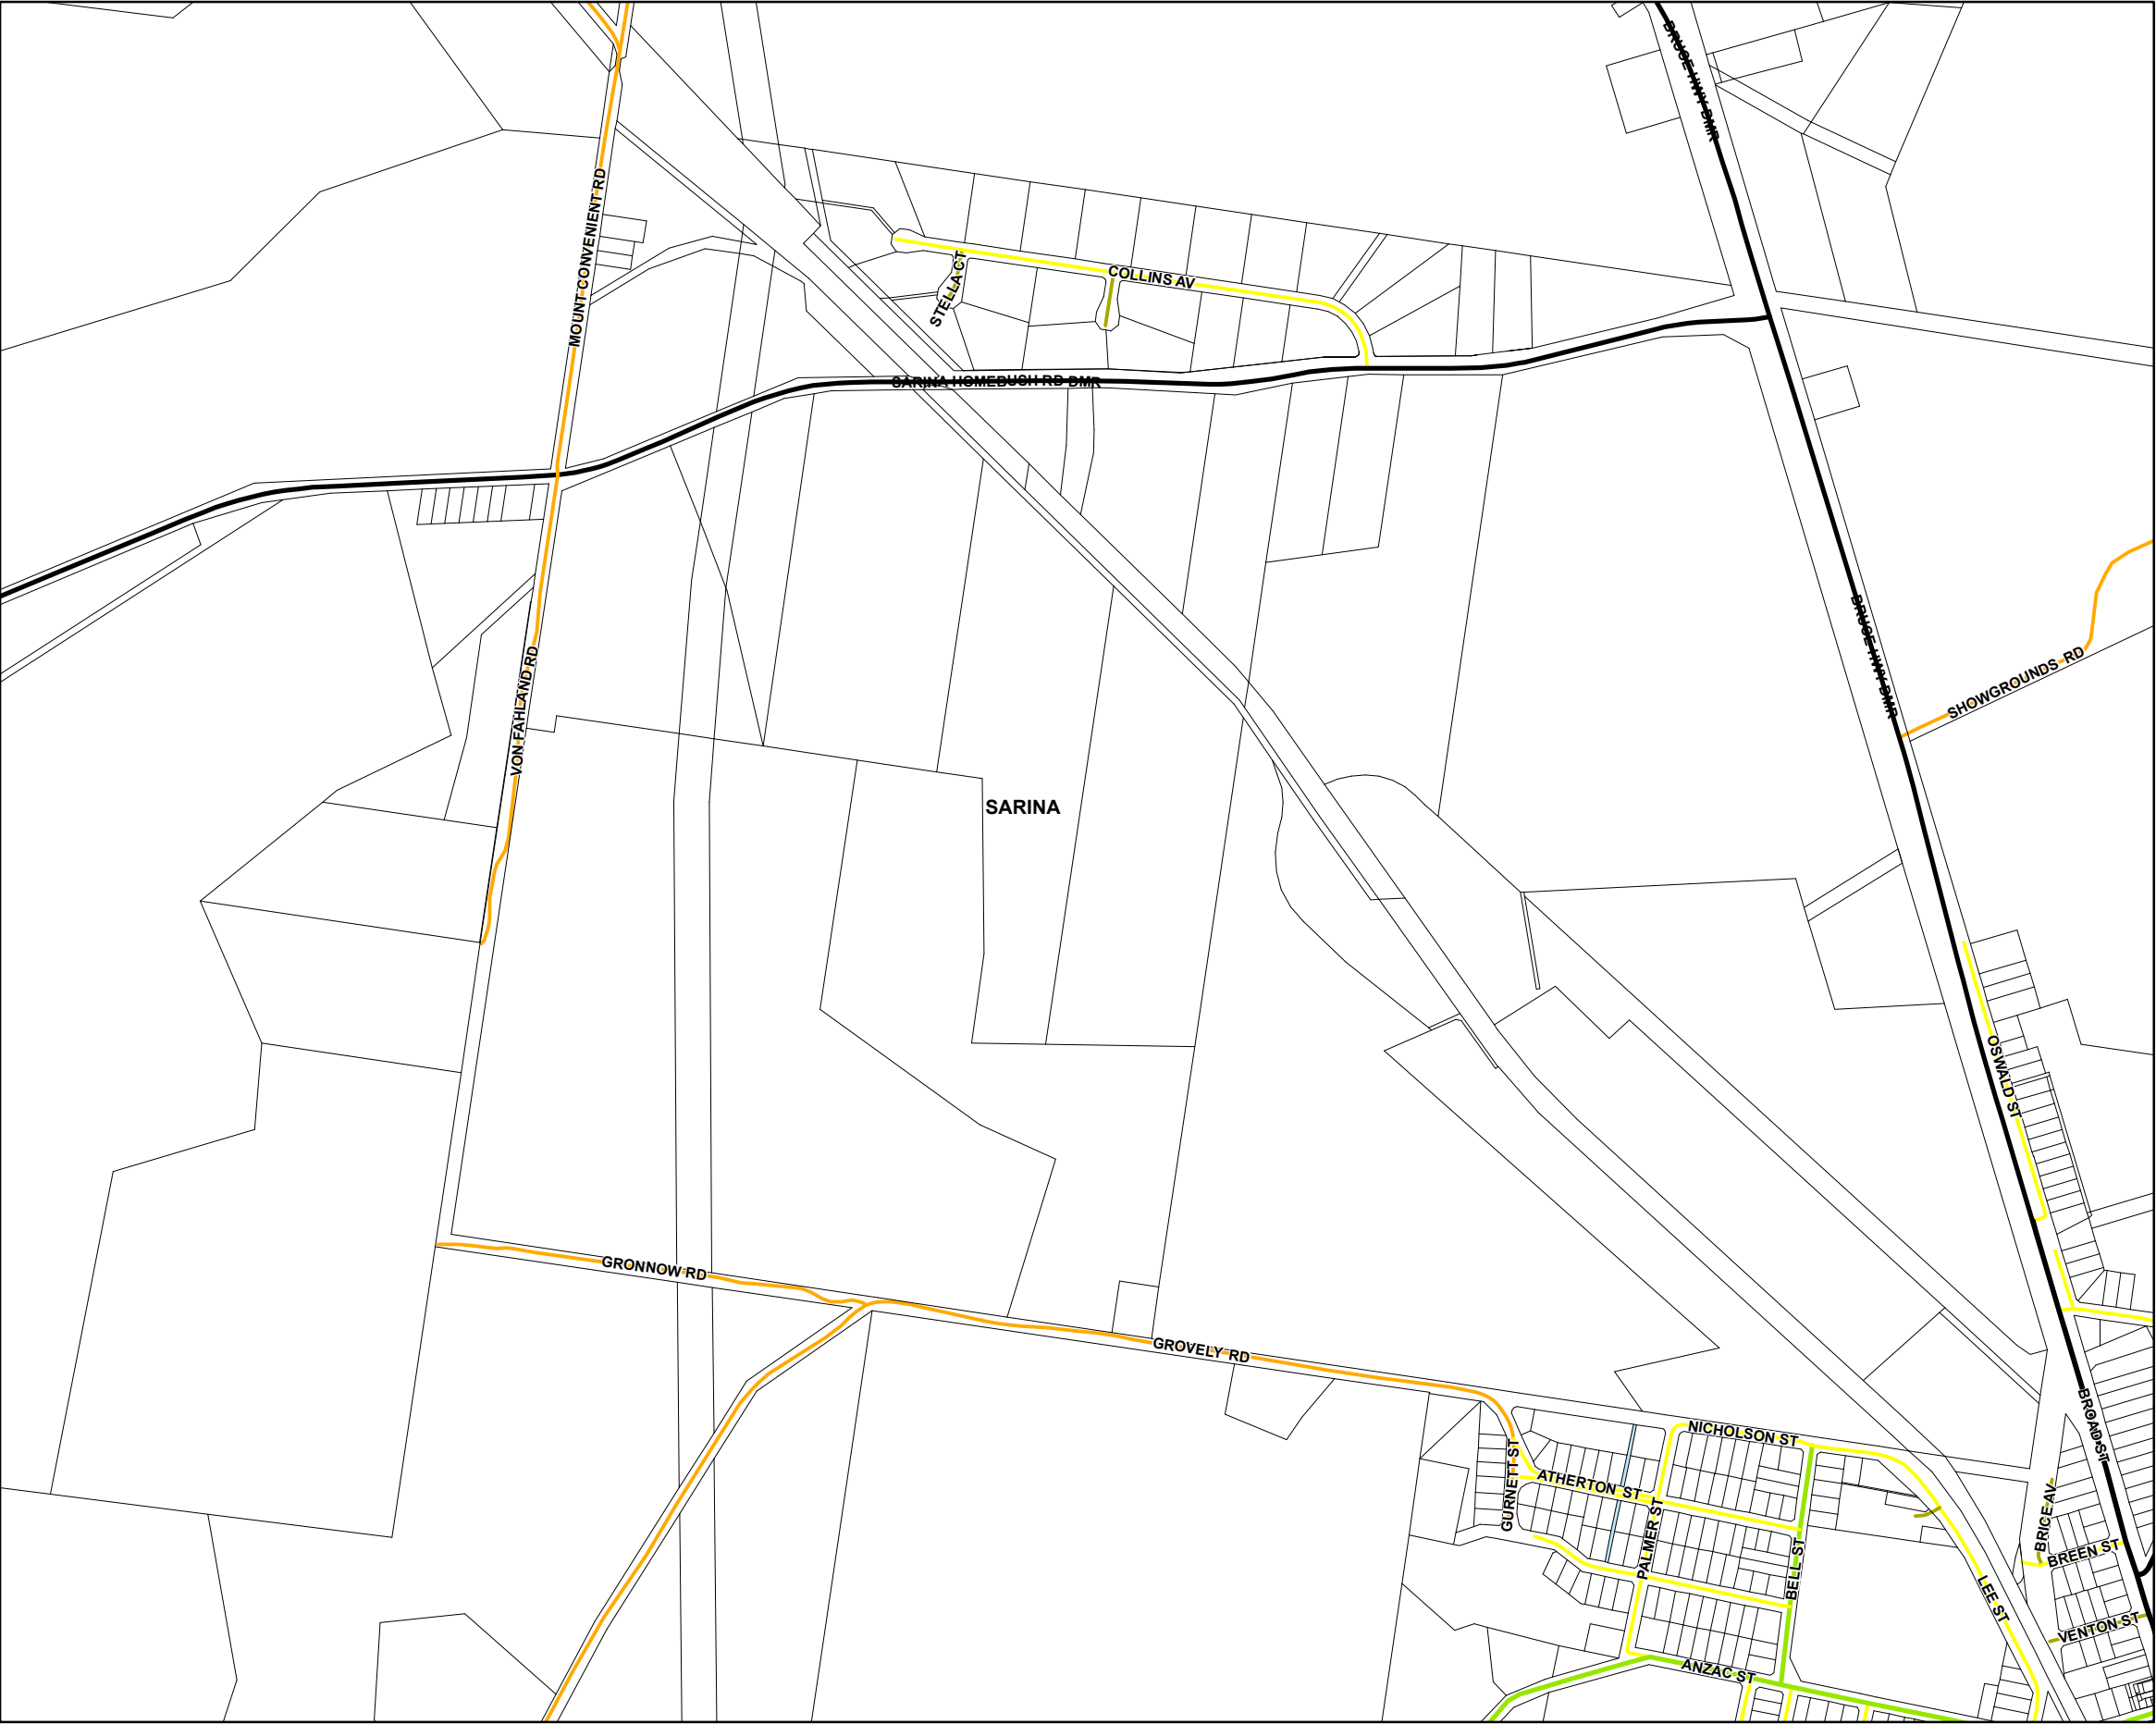 BRUCE HWY DMR
MOUNT CONVENIENT RD
COLLINS AV
STELLA CT
SARINA HOMEBUSH RD DMR
BRUCE HWY DMR
SHOWGROUNDS RD
VON FAHLAND RD
SARINA
OSWALD ST
GRONNOW RD
GROVELY RD
BROAD ST
NICHOLSON ST
GURNETT ST
ATHERTON ST
PALMER ST
BRICE AV
BREEN ST
BELL ST
LEE ST
VENTON ST
ANZAC ST